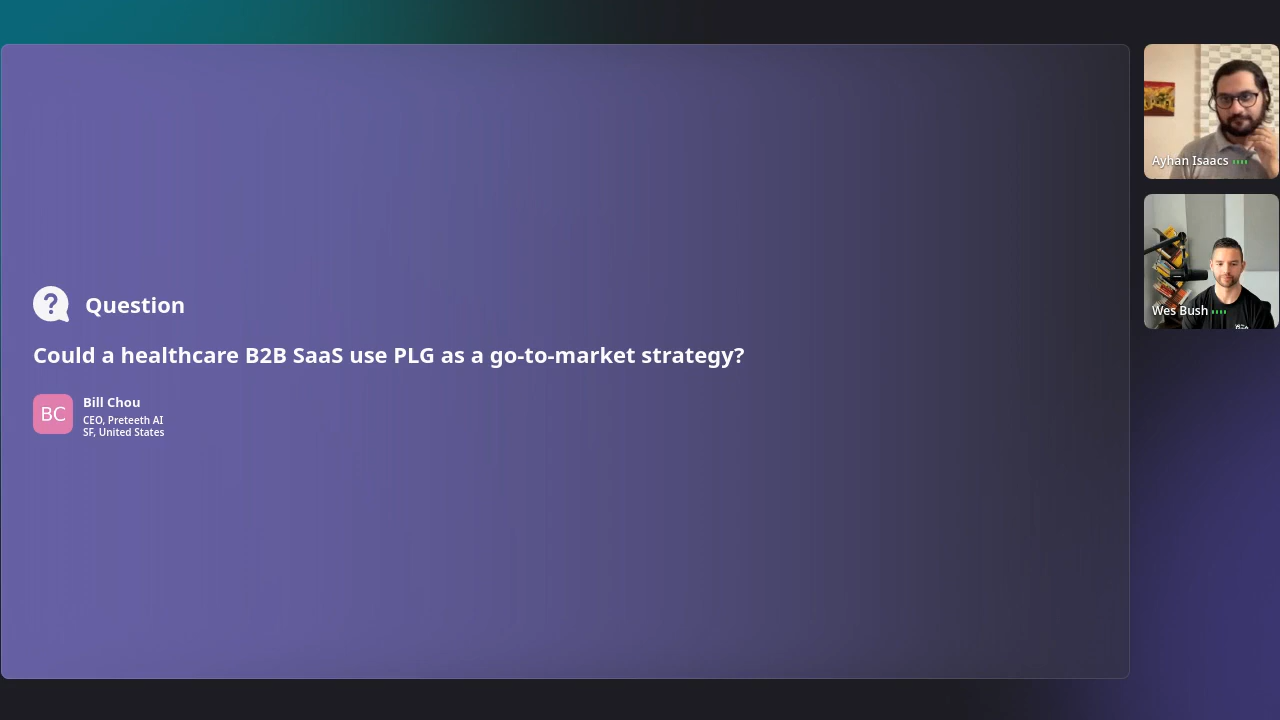 Question
Could a healthcare B2B SaaS use PLG as a go-to-market strategy?
BC
Bill Chou
CEO, Preteeth AI
SF, United States
Ayhan Isaacs
Wes Bush